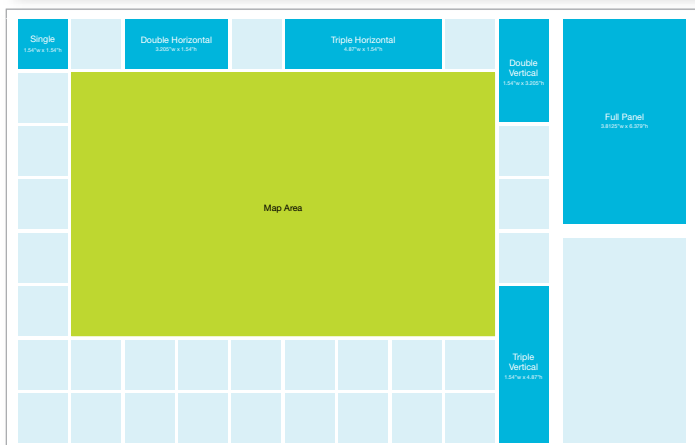 Single
1.54"w x 1.54"h
Double Horizontal
3.205"w x 1.54"h
Triple Horizontal
4.87"w x 1.54"h
Double
Vertical
1.54"w x 3.205"h
Full Panel
3.8125"w x 6.379"h
Map Area
Triple
Vertical
1.54"w x 4.87"h